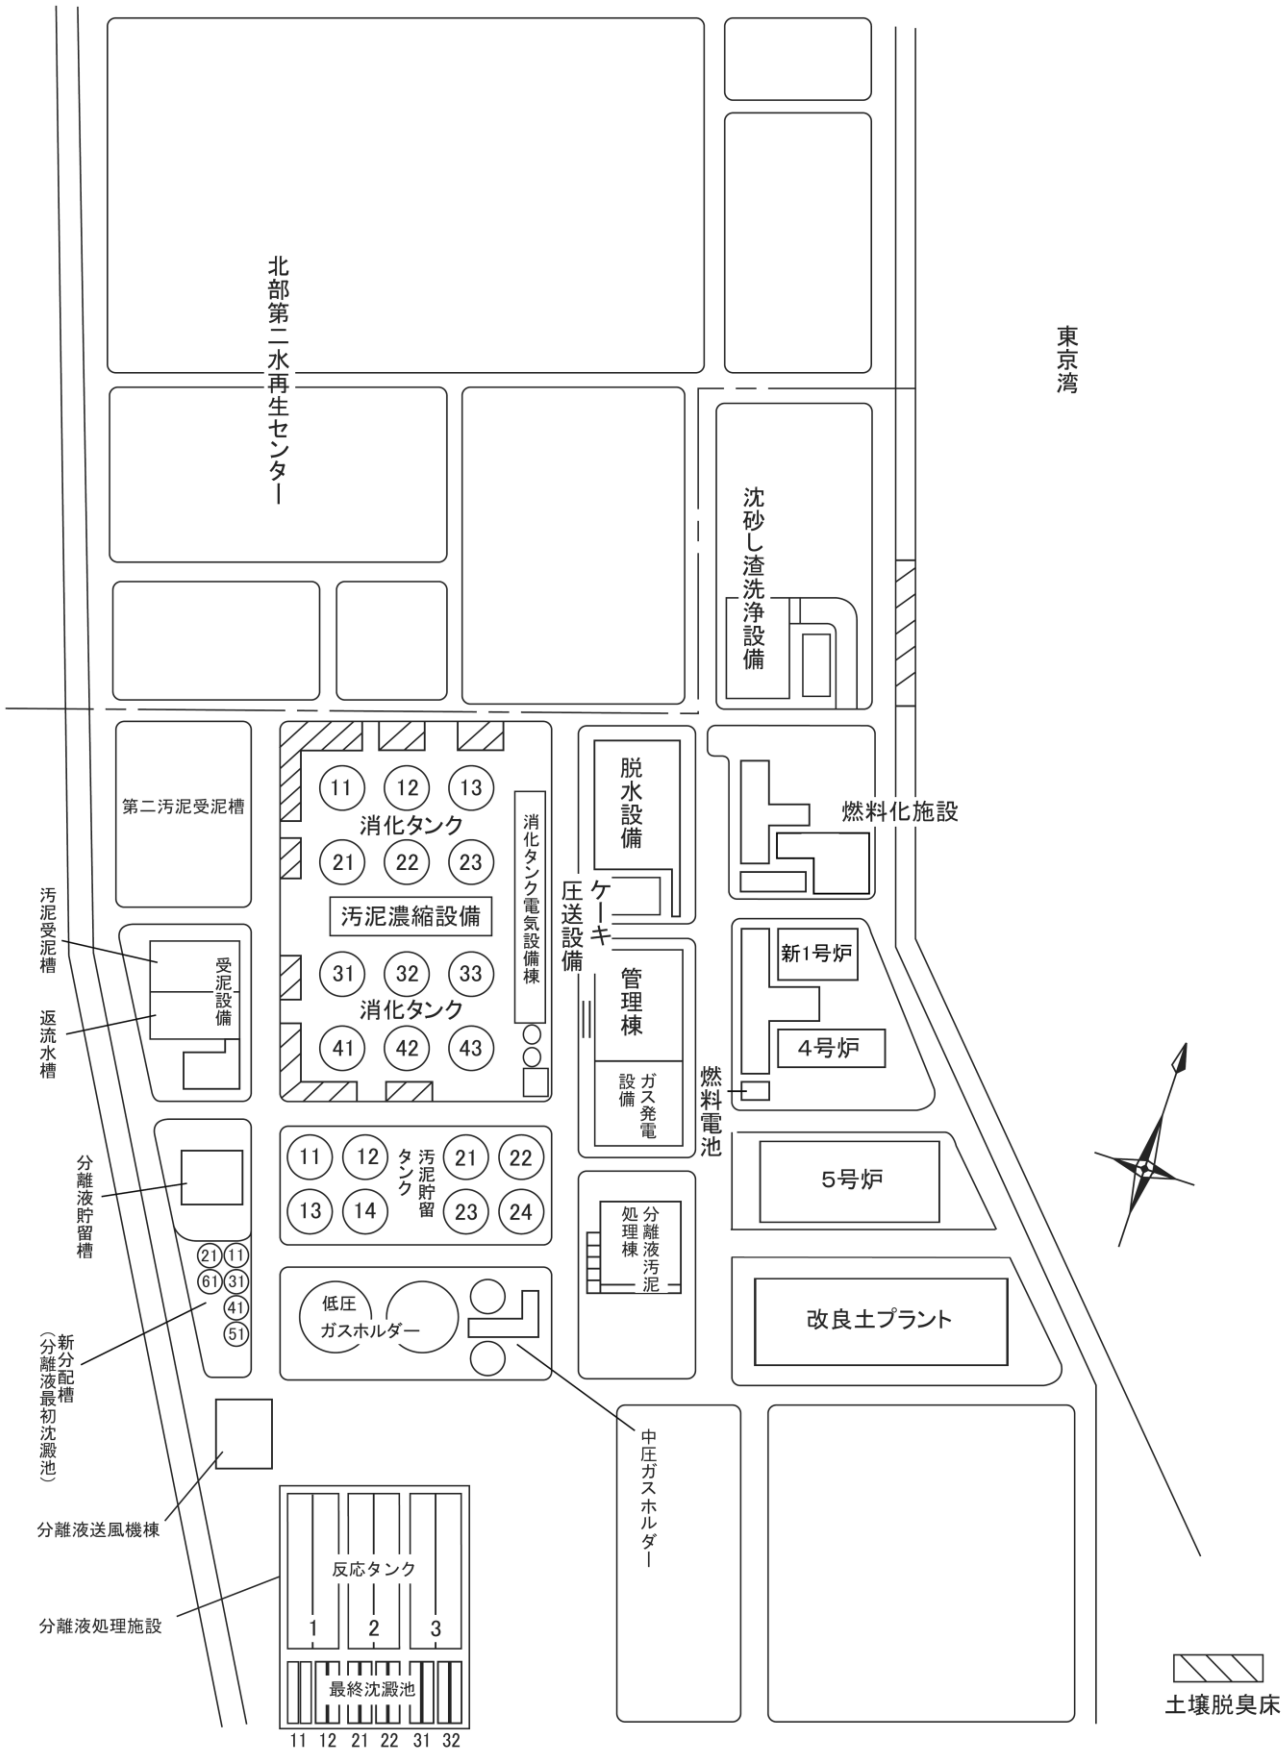 北部第二水再生センター
東京湾
沈砂し渣洗浄設備
第二汚泥受泥槽
11
12
13
消化タンク
21
22
23
汚泥濃縮設備
31
32
33
消化タンク
41
42
43
消化タンク電気設備棟
脱水設備
ケーキ
圧送設備
管理棟
ガス発電
設備
燃料化施設
新1号炉
4号炉
燃料電池
5号炉
改良土プラント
汚泥受泥槽
受泥設備
返流水槽
分離液貯留槽
11
12
13
14
汚泥貯留
タンク
21
22
23
24
分離液汚泥
処理棟
21
11
61
31
41
51
低圧
ガスホルダー
新分配槽
(分離液最初沈澱池)
中圧ガスホルダー
分離液送風機棟
分離液処理施設
反応タンク
1
2
3
最終沈澱池
11
12
21
22
31
32
土壌脱臭床